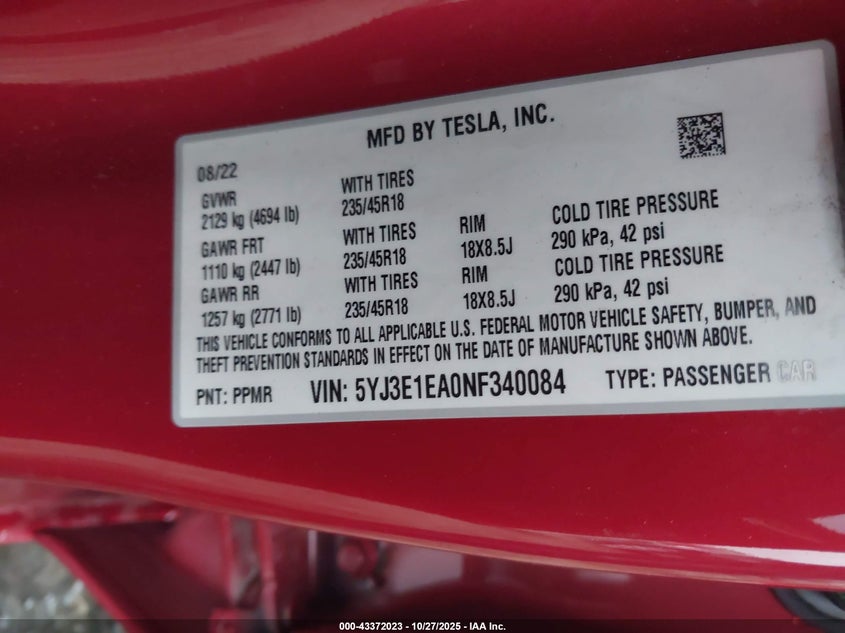 MFD BY TESLA, INC.
08/22
GVWR
2129 kg (4694 lb)
WITH TIRES
235/45R18
GAWR FRT
1110 kg (2447 lb)
WITH TIRES
235/45R18
RIM
18X8.5J
COLD TIRE PRESSURE
290 kPa, 42 psi
GAWR RR
1257 kg (2771 lb)
WITH TIRES
235/45R18
RIM
18X8.5J
COLD TIRE PRESSURE
290 kPa, 42 psi
THIS VEHICLE CONFORMS TO ALL APPLICABLE U.S. FEDERAL MOTOR VEHICLE SAFETY, BUMPER, AND
THEFT PREVENTION STANDARDS IN EFFECT ON THE DATE OF MANUFACTURE SHOWN ABOVE.
PNT: PPMR VIN: 5YJ3E1EA0NF340084 TYPE: PASSENGER CAR
000-43372023 - 10/27/2025 - IAA Inc.